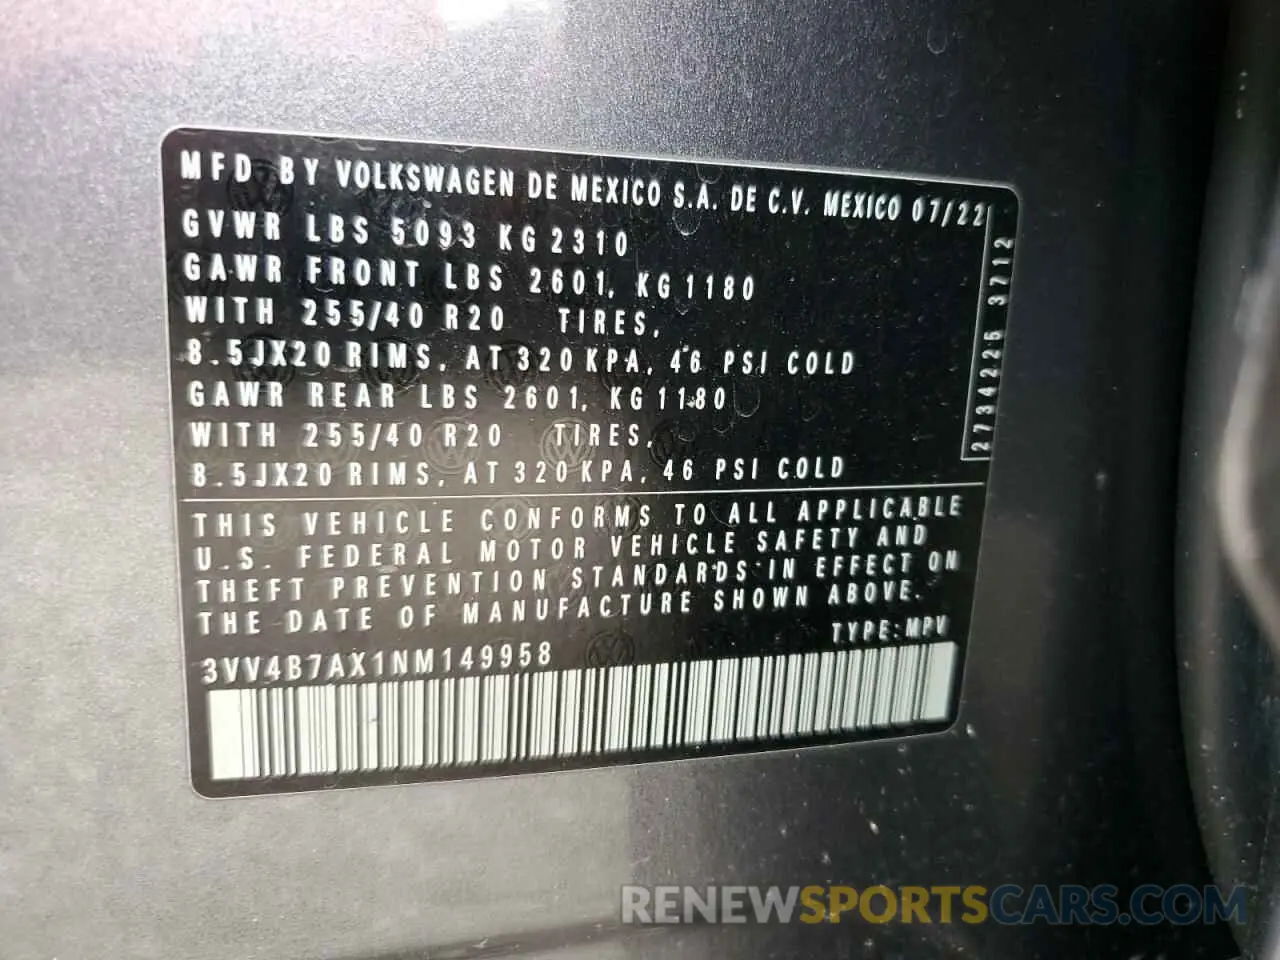 MFD BY VOLKSWAGEN DE MEXICO S.A. DE C.V. MEXICO 07/22
GVWR LBS 5093 KG 2310
GAWR FRONT LBS 2601, KG 1180
WITH 255/40 R20 TIRES,
8.5JX20 RIMS, AT 320 KPA, 46 PSI COLD
GAWR REAR LBS 2601, KG 1180
WITH 255/40 R20 TIRES,
8.5JX20 RIMS, AT 320 KPA, 46 PSI COLD
2734225 3712
THIS VEHICLE CONFORMS TO ALL APPLICABLE
U.S. FEDERAL MOTOR VEHICLE SAFETY AND
THEFT PREVENTION STANDARDS IN EFFECT ON
THE DATE OF MANUFACTURE SHOWN ABOVE.
TYPE: MPV
3VV4B7AX1NM149958
RENEWSPORTSCARS.COM